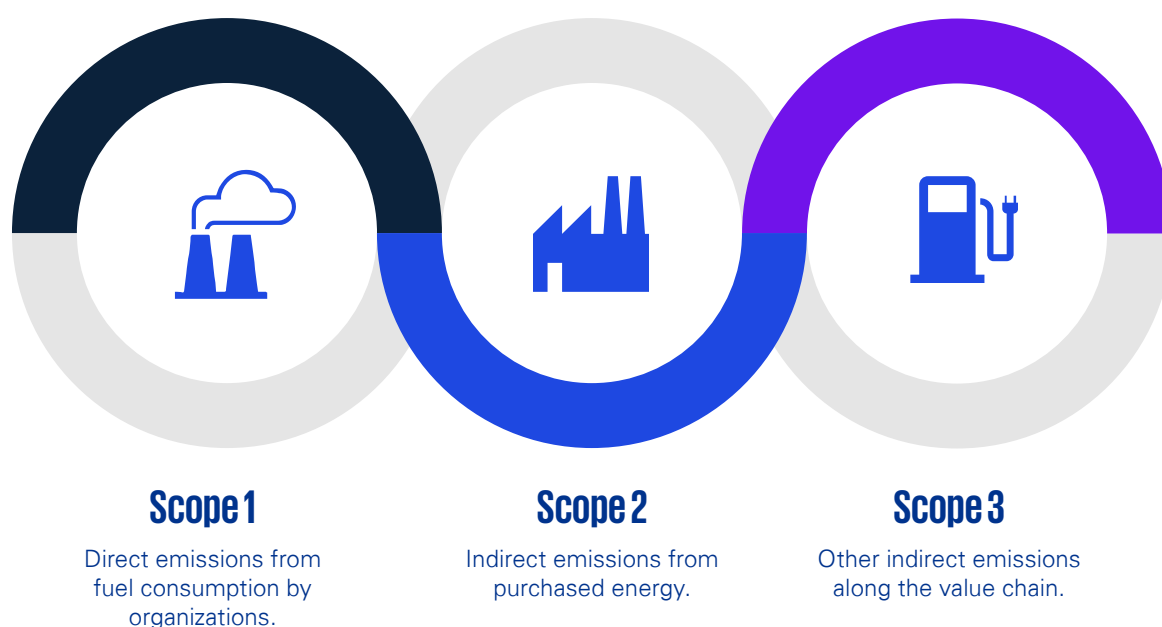 Scope 1
Direct emissions from
fuel consumption by
organizations.
Scope 2
Indirect emissions from
purchased energy.
Scope 3
Other indirect emissions
along the value chain.